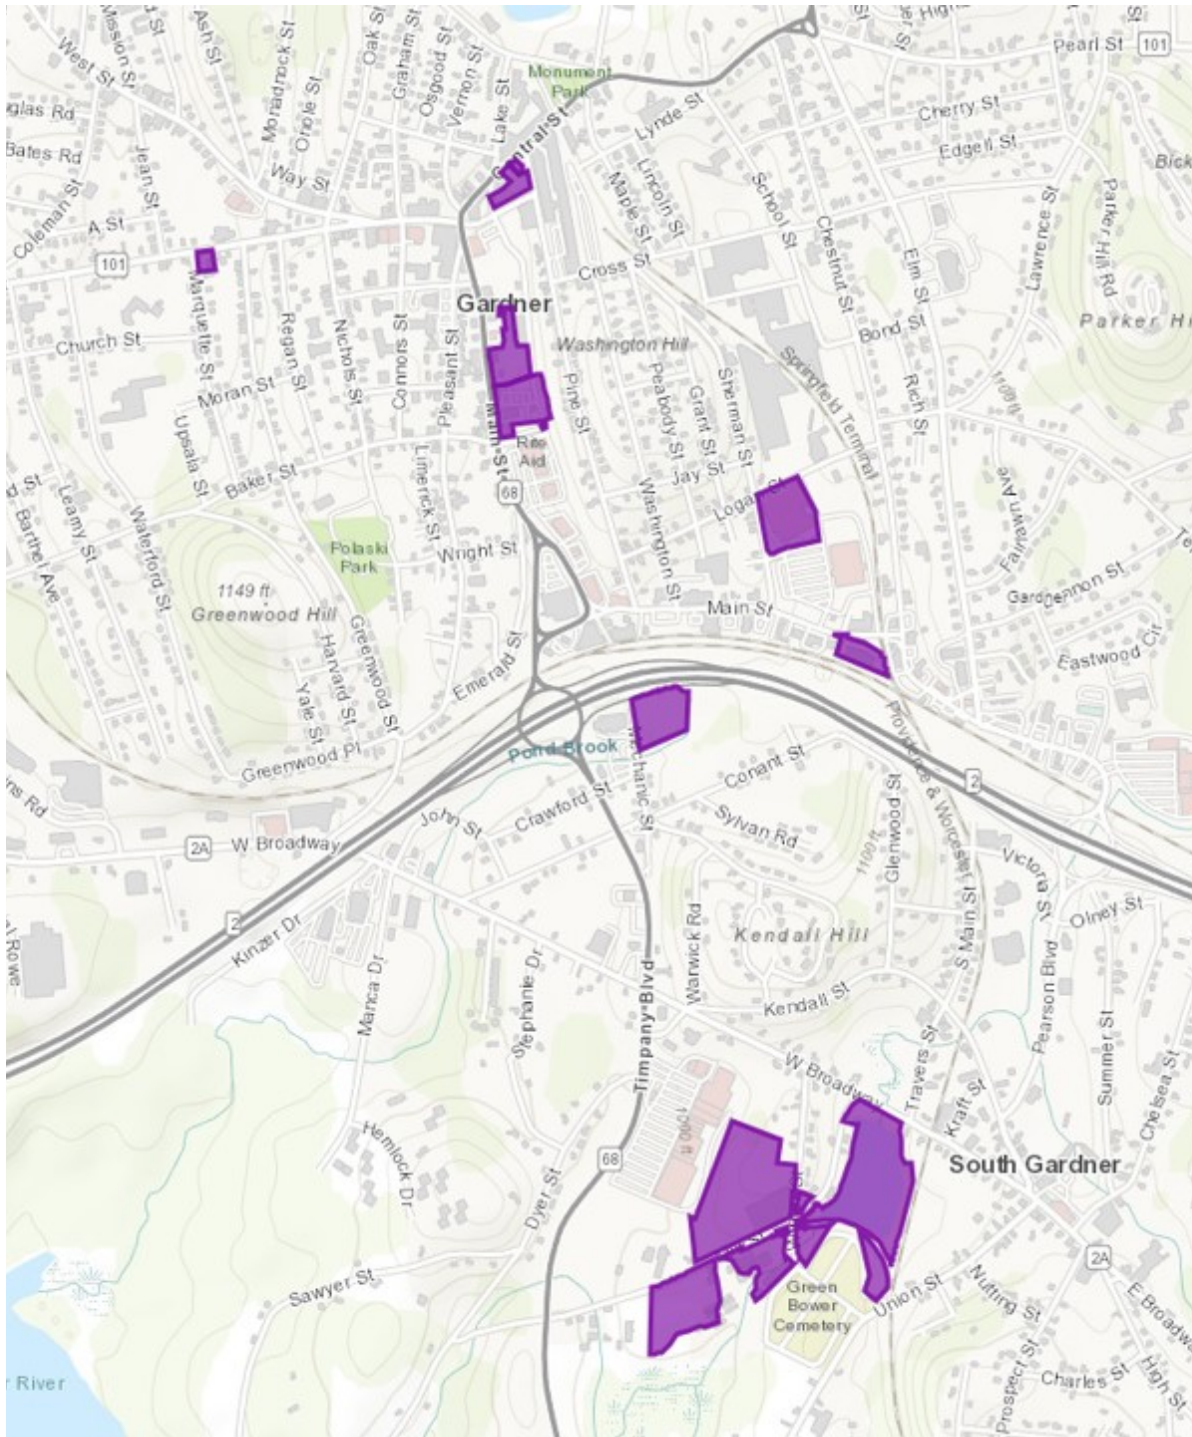 Mission St
Ash St
Oak St
Graham St
Osgood St
Vernon St
Lake St
Monadnock St
Oriole St
West St
Monument
Park
Pearl St
101
Cherry St
Edgell St
Lynde St
Central St
Bates Rd
Jean St
Way St
Coleman St
A St
101
Maple St
Lincoln St
School St
Chestnut St
Elm St
Lawrence St
Parker Hill Rd
Cross St
Gardner
Washington Hill
Bond St
Church St
Marquette St
Regan St
Nichols St
Connors St
Pleasant St
Moran St
Upsala St
Baker St
Limerick St
Main St
Pine St
Rite
Aid
68
Peabody St
Grant St
Sherman St
Springfield Terminal
Rich St
1100 ft
Jay St
Logan St
Washington St
Leamy St
Barthel Ave
Waterford St
Polaski
Park
Wright St
1149 ft
Greenwood Hill
Fairlawn Ave
Main St
Eastwood Cir
Harvard St
Yale St
Greenwood St
Emerald St
Greenwood Pl
Pond Brook
Mechanic St
Conant St
Providence & Worcester
2
Crawford St
John St
Sylvan Rd
Glenwood St
1100 ft
2A
W Broadway
Victoria St
Olney St
2
Kinzer Dr
Kendall Hill
S Main St
Warwick Rd
Stephanie Dr
Manca Dr
Timpany Blvd
Kendall St
Pearson Blvd
Summer St
Chelsea St
W Broadway
Travers St
Kraft St
1000 ft
Hemlock Dr
68
South Gardner
Dyer St
2A
Sawyer St
Green
Bower
Cemetery
Union St
Nutting St
E Broadway
Prospect St
Charles St
High St
River